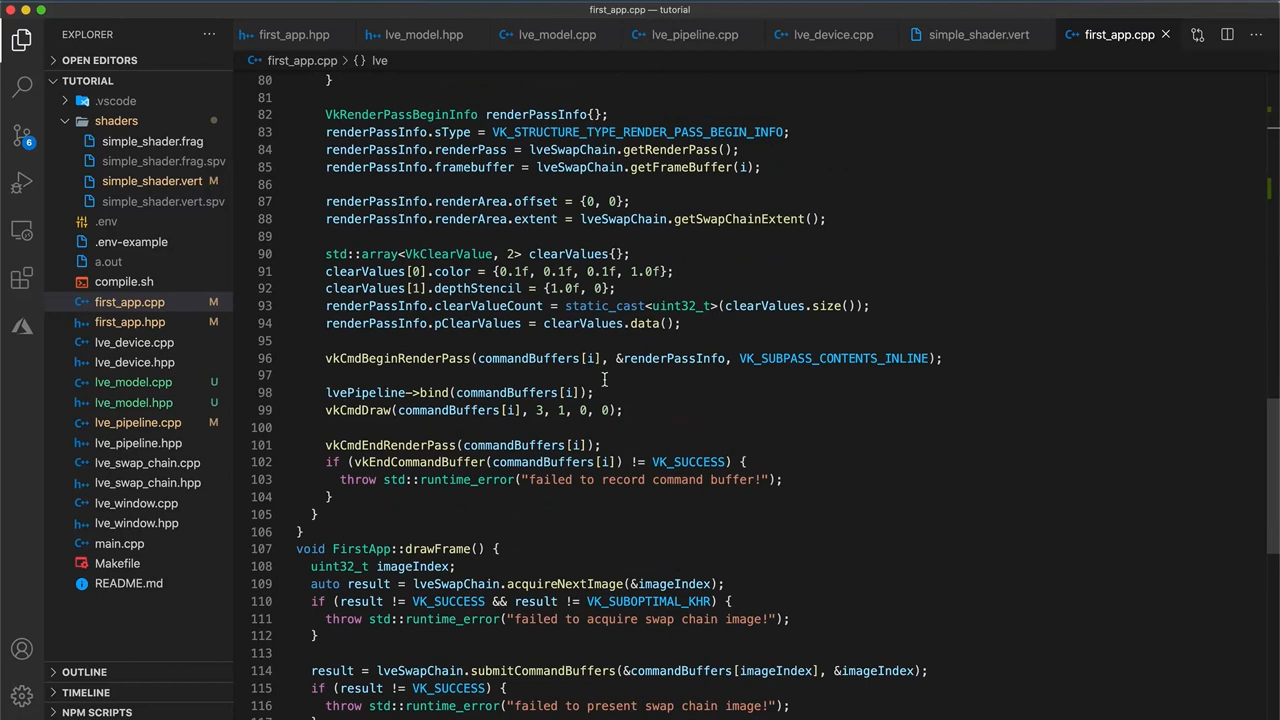 first_app.cpp — tutorial
EXPLORER
first_app.hpp
lve_model.hpp
lve_model.cpp
lve_pipeline.cpp
lve_device.cpp
simple_shader.vert
first_app.cpp
OPEN EDITORS
first_app.cpp > {} lve
TUTORIAL
.vscode
shaders
simple_shader.frag
simple_shader.frag.spv
simple_shader.vert M
simple_shader.vert.spv
.env
.env-example
a.out
compile.sh
first_app.cpp M
first_app.hpp M
lve_device.cpp
lve_device.hpp
lve_model.cpp U
lve_model.hpp U
lve_pipeline.cpp M
lve_pipeline.hpp
lve_swap_chain.cpp
lve_swap_chain.hpp
lve_window.cpp
lve_window.hpp
main.cpp
Makefile
README.md
OUTLINE
TIMELINE
NPM SCRIPTS
6
80 }
81
82 VkRenderPassBeginInfo renderPassInfo{};
83 renderPassInfo.sType = VK_STRUCTURE_TYPE_RENDER_PASS_BEGIN_INFO;
84 renderPassInfo.renderPass = lveSwapChain.getRenderPass();
85 renderPassInfo.framebuffer = lveSwapChain.getFrameBuffer(i);
86
87 renderPassInfo.renderArea.offset = {0, 0};
88 renderPassInfo.renderArea.extent = lveSwapChain.getSwapChainExtent();
89
90 std::array<VkClearValue, 2> clearValues{};
91 clearValues[0].color = {0.1f, 0.1f, 0.1f, 1.0f};
92 clearValues[1].depthStencil = {1.0f, 0};
93 renderPassInfo.clearValueCount = static_cast<uint32_t>(clearValues.size());
94 renderPassInfo.pClearValues = clearValues.data();
95
96 vkCmdBeginRenderPass(commandBuffers[i], &renderPassInfo, VK_SUBPASS_CONTENTS_INLINE);
97
98 lvePipeline->bind(commandBuffers[i]);
99 vkCmdDraw(commandBuffers[i], 3, 1, 0, 0);
100
101 vkCmdEndRenderPass(commandBuffers[i]);
102 if (vkEndCommandBuffer(commandBuffers[i]) != VK_SUCCESS) {
103 throw std::runtime_error("failed to record command buffer!");
104 }
105 }
106 }
107 void FirstApp::drawFrame() {
108 uint32_t imageIndex;
109 auto result = lveSwapChain.acquireNextImage(&imageIndex);
110 if (result != VK_SUCCESS && result != VK_SUBOPTIMAL_KHR) {
111 throw std::runtime_error("failed to acquire swap chain image!");
112 }
113
114 result = lveSwapChain.submitCommandBuffers(&commandBuffers[imageIndex], &imageIndex);
115 if (result != VK_SUCCESS) {
116 throw std::runtime_error("failed to present swap chain image!");
117 }